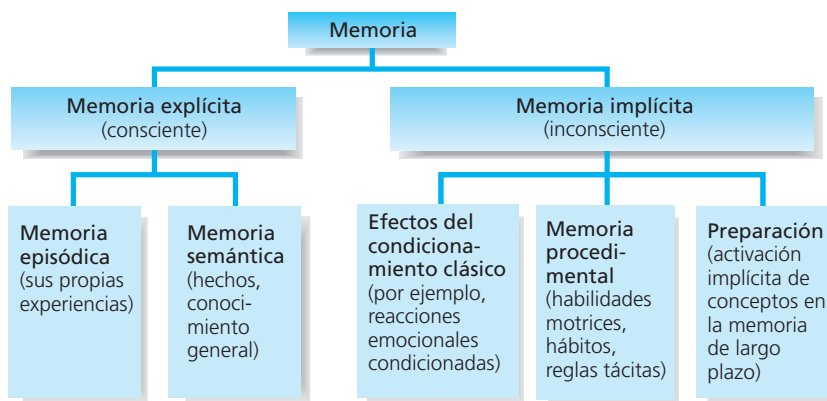 Memoria
Memoria explícita
(consciente)
Memoria implícita
(inconsciente)
Memoria
episódica
(sus propias
experiencias)
Memoria
semántica
(hechos,
conoci-
miento
general)
Efectos del
condiciona-
miento clásico
(por ejemplo,
reacciones
emocionales
condicionadas)
Memoria
procedi-
mental
(habilidades
motrices,
hábitos,
reglas tácitas)
Preparación
(activación
implícita de
conceptos en
la memoria
de largo
plazo)